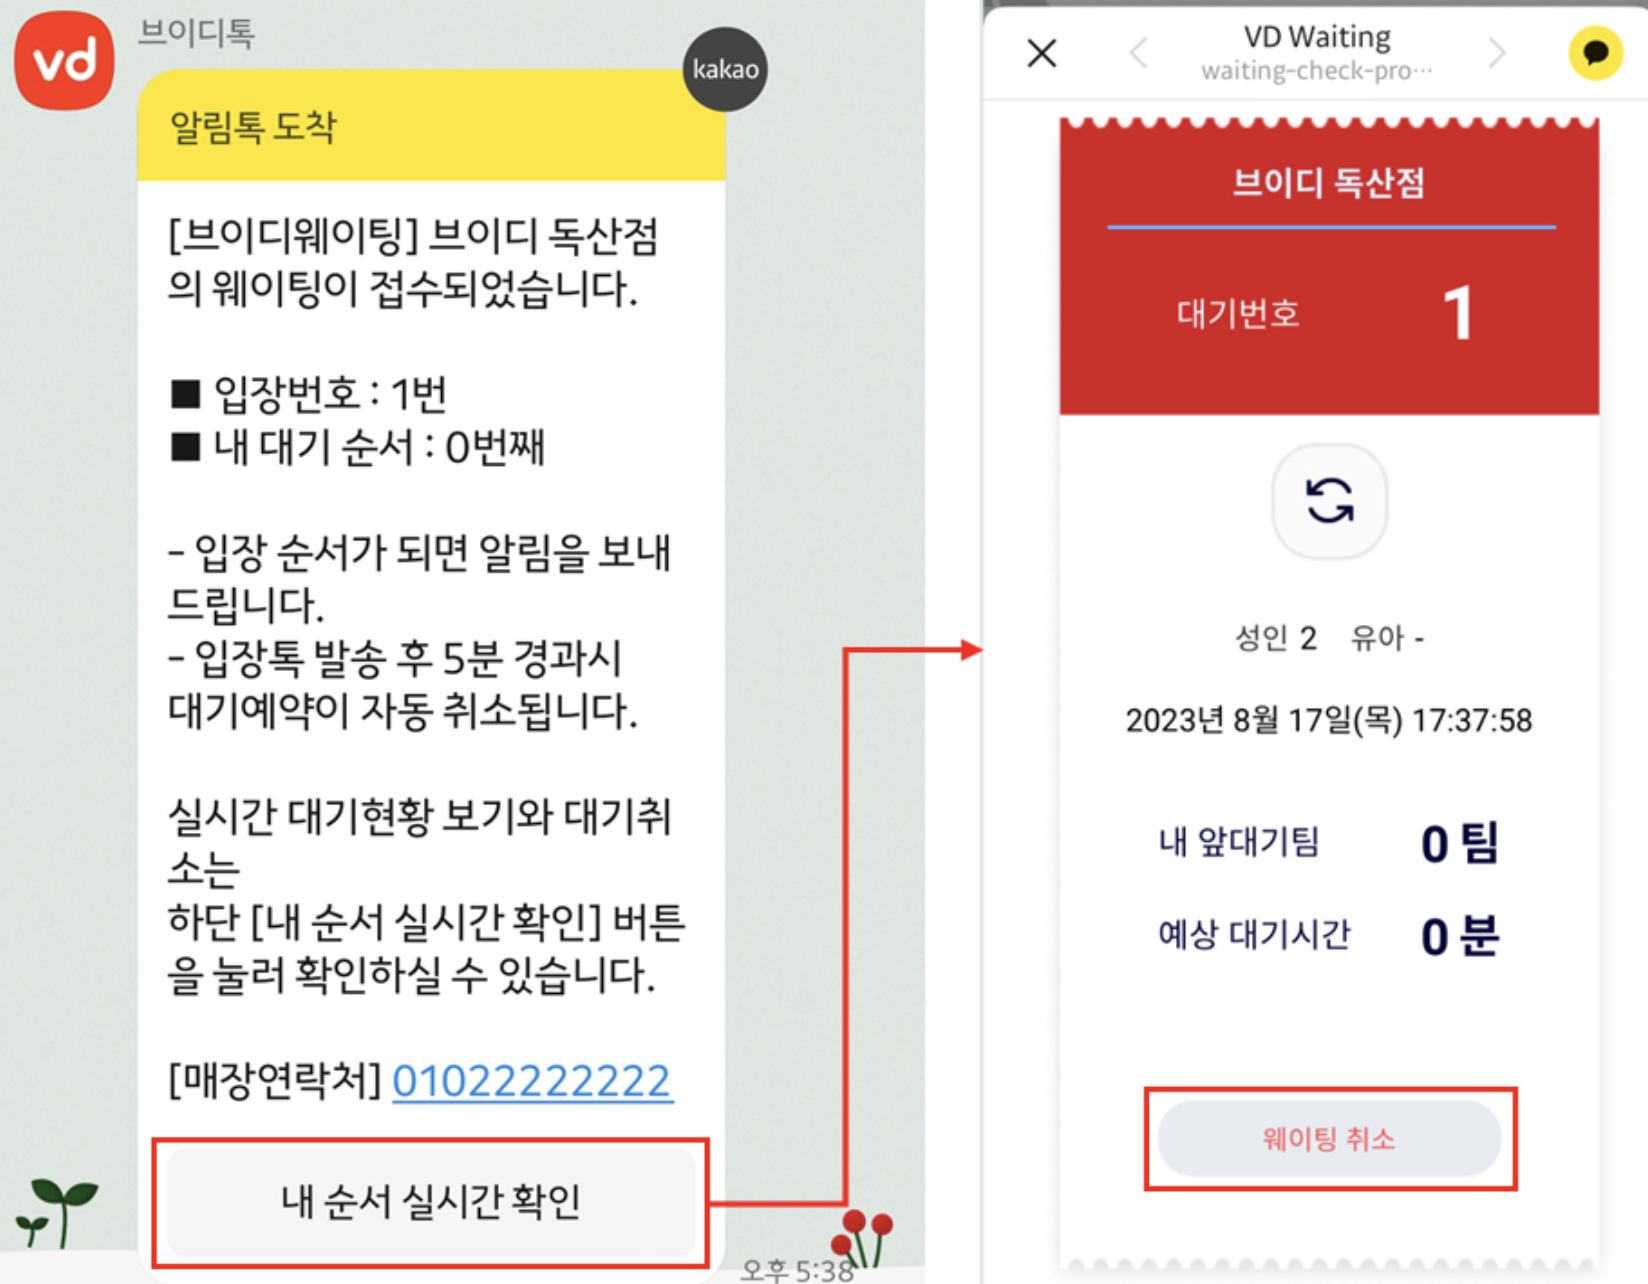 vd
브이디톡
kakao
알림톡 도착
[브이디웨이팅] 브이디 독산점
의 웨이팅이 접수되었습니다.
■ 입장번호 : 1번
■ 내 대기 순서 : 0번째
- 입장 순서가 되면 알림을 보내
드립니다.
- 입장톡 발송 후 5분 경과시
대기예약이 자동 취소됩니다.
실시간 대기현황 보기와 대기취
소는
하단 [내 순서 실시간 확인] 버튼
을 눌러 확인하실 수 있습니다.
[매장연락처] 01022222222
내 순서 실시간 확인
오후 5:38
VD Waiting
waiting-check-pro…
브이디 독산점
대기번호 1
성인 2 유아 -
2023년 8월 17일(목) 17:37:58
내 앞대기팀 0 팀
예상 대기시간 0 분
웨이팅 취소